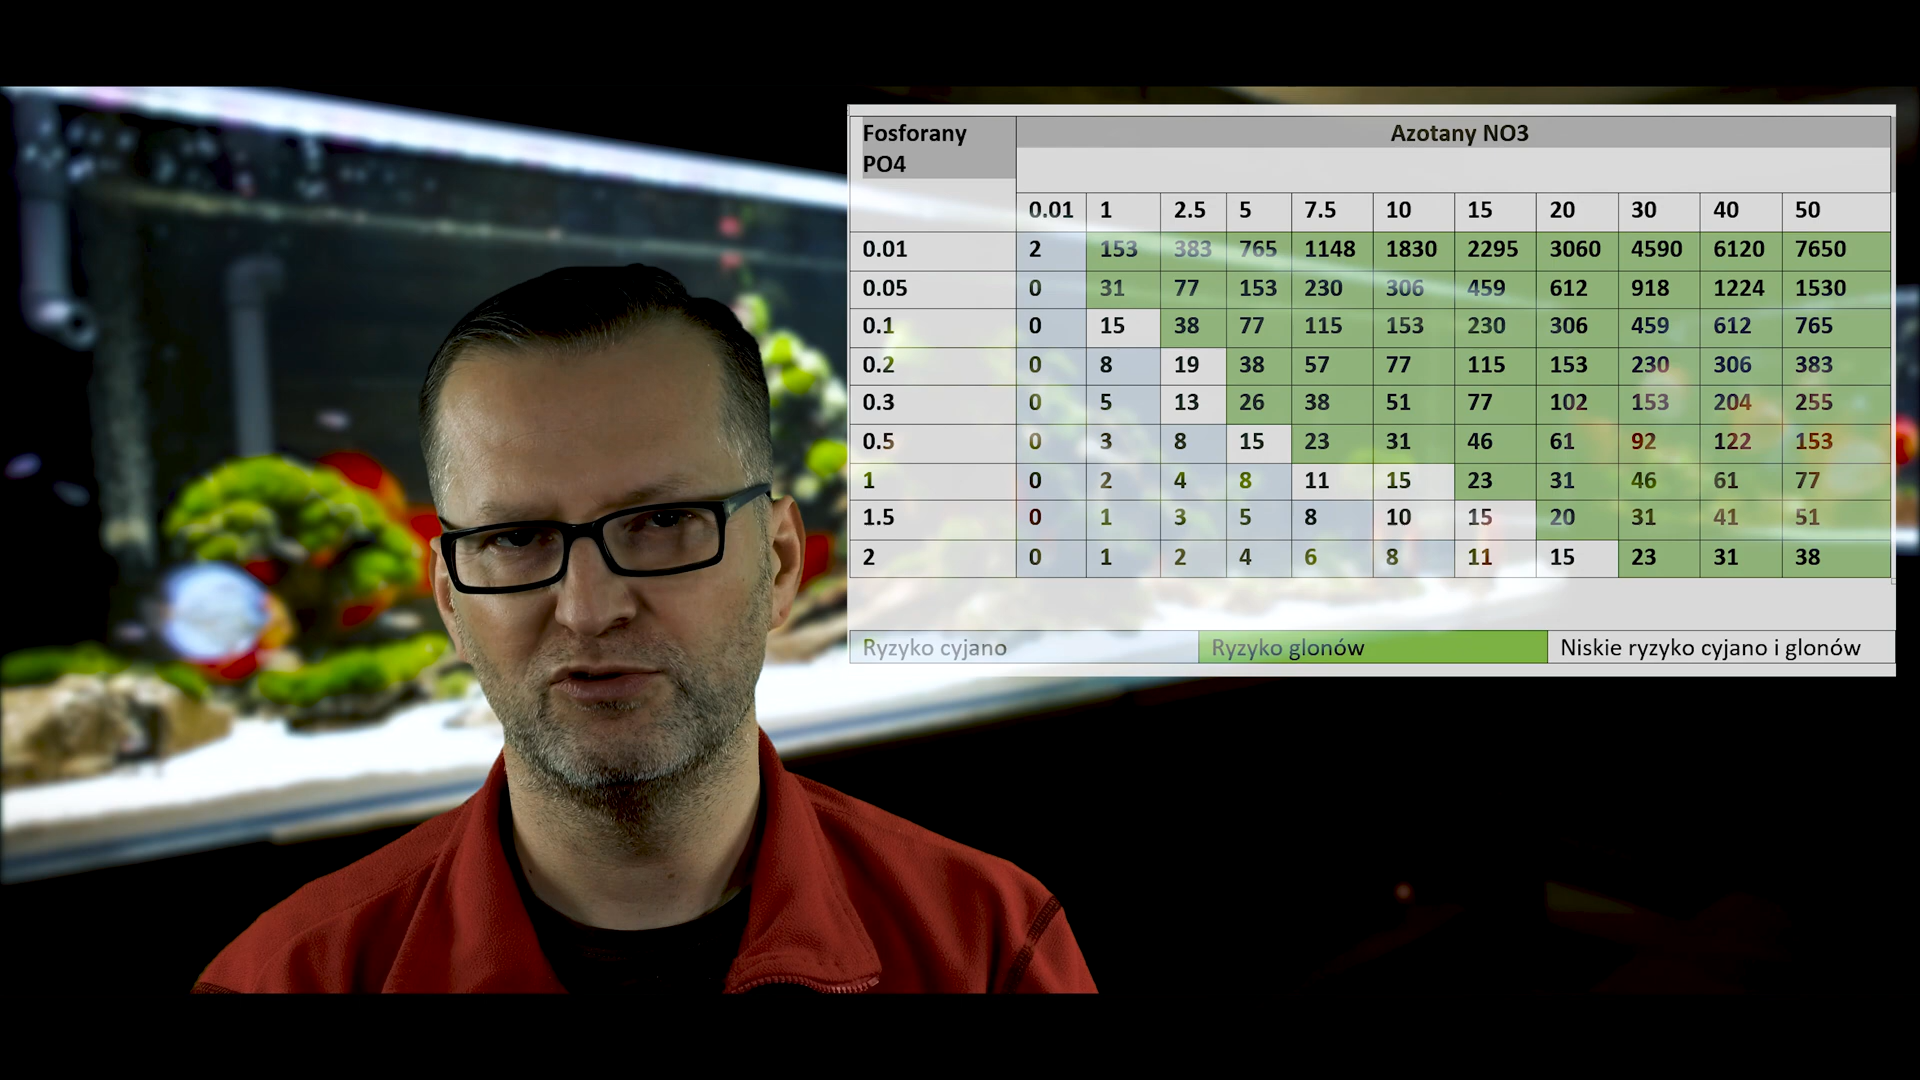 Fosforany PO4 Azotany NO3
0.01 1 2.5 5 7.5 10 15 20 30 40 50
0.01 2 153 383 765 1148 1830 2295 3060 4590 6120 7650
0.05 0 31 77 153 230 306 459 612 918 1224 1530
0.1 0 15 38 77 115 153 230 306 459 612 765
0.2 0 8 19 38 57 77 115 153 230 306 383
0.3 0 5 13 26 38 51 77 102 153 204 255
0.5 0 3 8 15 23 31 46 61 92 122 153
1 0 2 4 8 11 15 23 31 46 61 77
1.5 0 1 3 5 8 10 15 20 31 41 51
2 0 1 2 4 6 8 11 15 23 31 38
Ryzyko cyjano Ryzyko glonów Niskie ryzyko cyjano i glonów